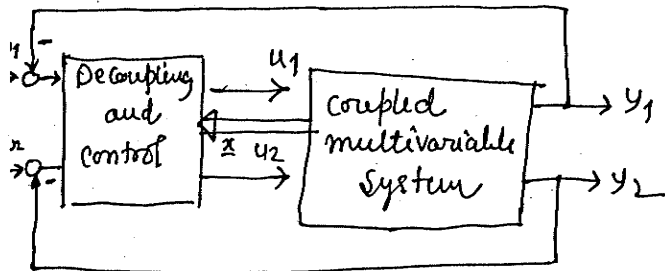 Decoupling
and
control
u1
x
u2
coupled
multivariable
system
y1
y2